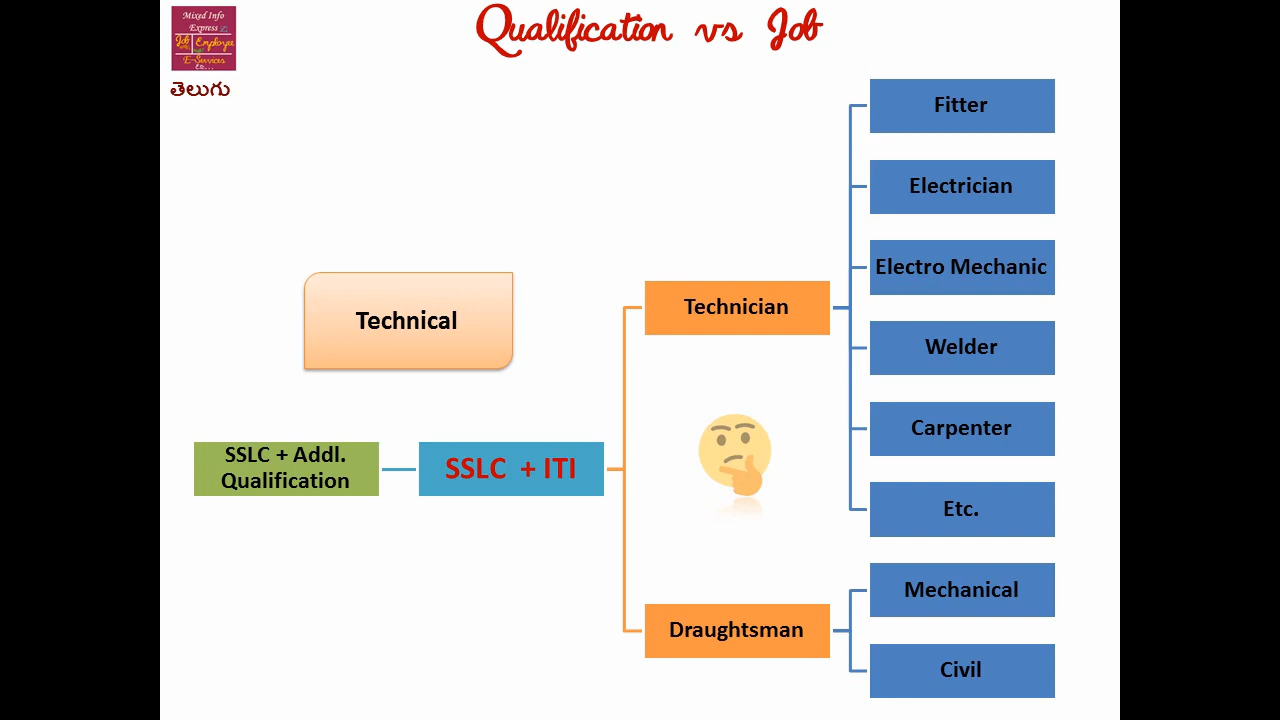 Mixed Info
Express
Job
Employee
E-Services
తెలుగు
Qualification vs Job
Technical
SSLC + Addl.
Qualification
SSLC + ITI
Technician
Fitter
Electrician
Electro Mechanic
Welder
Carpenter
Etc.
Draughtsman
Mechanical
Civil